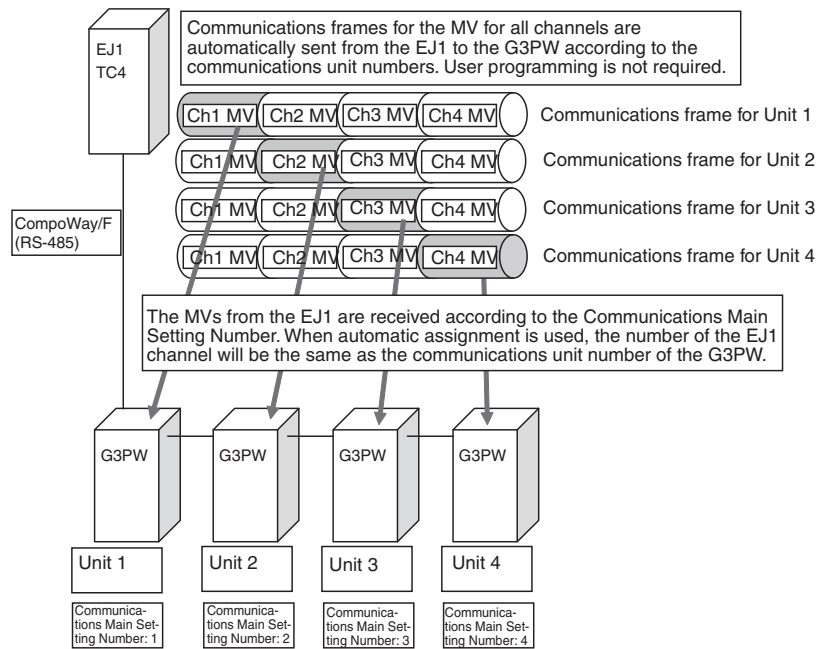 EJ1
TC4
Communications frames for the MV for all channels are
automatically sent from the EJ1 to the G3PW according to the
communications unit numbers. User programming is not required.
Ch1 MV Ch2 MV Ch3 MV Ch4 MV Communications frame for Unit 1
Ch1 MV Ch2 MV Ch3 MV Ch4 MV Communications frame for Unit 2
Ch1 MV Ch2 MV Ch3 MV Ch4 MV Communications frame for Unit 3
Ch1 MV Ch2 MV Ch3 MV Ch4 MV Communications frame for Unit 4
CompoWay/F
(RS-485)
The MVs from the EJ1 are received according to the Communications Main
Setting Number. When automatic assignment is used, the number of the EJ1
channel will be the same as the communications unit number of the G3PW.
G3PW G3PW G3PW G3PW
Unit 1 Unit 2 Unit 3 Unit 4
Communica-
tions Main Set-
ting Number: 1
Communica-
tions Main Set-
ting Number: 2
Communica-
tions Main Set-
ting Number: 3
Communica-
tions Main Set-
ting Number: 4